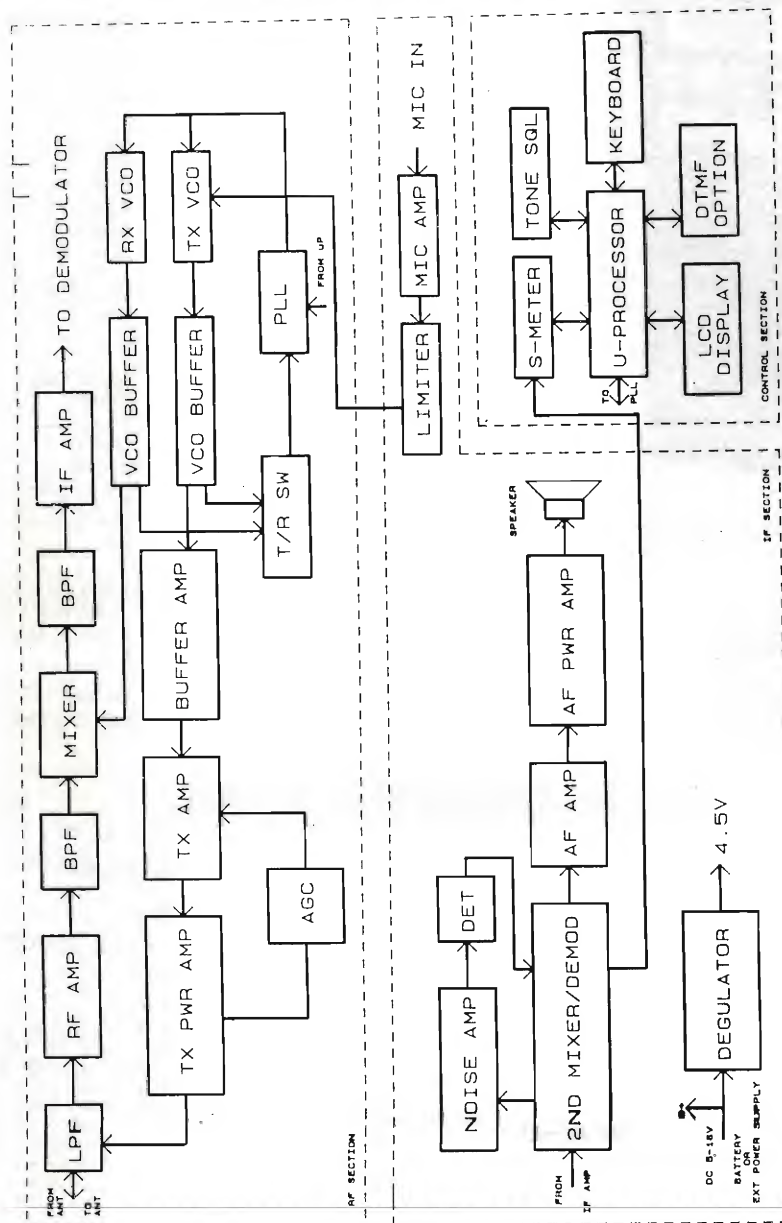 FROM
ANT
TO
ANT
LPF
RF AMP
BPF
MIXER
BPF
IF AMP
TO DEMODULATOR
TX PWR AMP
TX AMP
BUFFER AMP
VCO BUFFER
RX VCO
VCO BUFFER
TX VCO
AGC
T/R SW
PLL
FROM UP
RF SECTION
LIMITER
MIC AMP
MIC IN
NOISE AMP
DET
FROM
IF AMP
2ND MIXER/DEMOD
AF AMP
AF PWR AMP
SPEAKER
S-METER
TONE SQL
TO
PLL
U-PROCESSOR
KEYBOARD
LCD
DISPLAY
DTMF
OPTION
CONTROL SECTION
B+
DC 5-16V
BATTERY
OR
EXT POWER SUPPLY
DEGULATOR
4.5V
IF SECTION